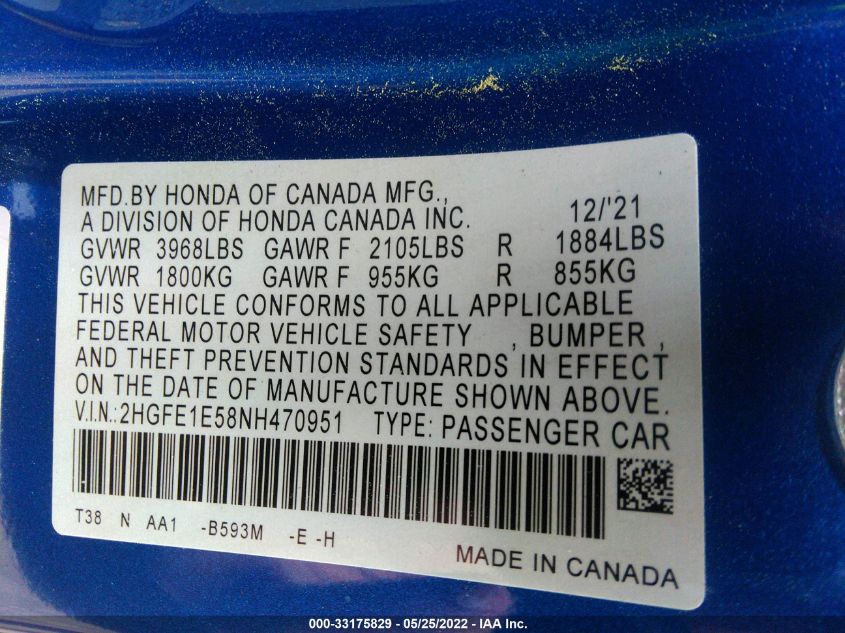 MFD.BY HONDA OF CANADA MFG.,
A DIVISION OF HONDA CANADA INC. 12/'21
GVWR 3968LBS GAWR F 2105LBS R 1884LBS
GVWR 1800KG GAWR F 955KG R 855KG
THIS VEHICLE CONFORMS TO ALL APPLICABLE
FEDERAL MOTOR VEHICLE SAFETY , BUMPER ,
AND THEFT PREVENTION STANDARDS IN EFFECT
ON THE DATE OF MANUFACTURE SHOWN ABOVE.
V.I.N.:2HGFE1E58NH470951 TYPE: PASSENGER CAR
T38 N AA1 -B593M -E -H
MADE IN CANADA
000-33175829 - 05/25/2022 - IAA Inc.